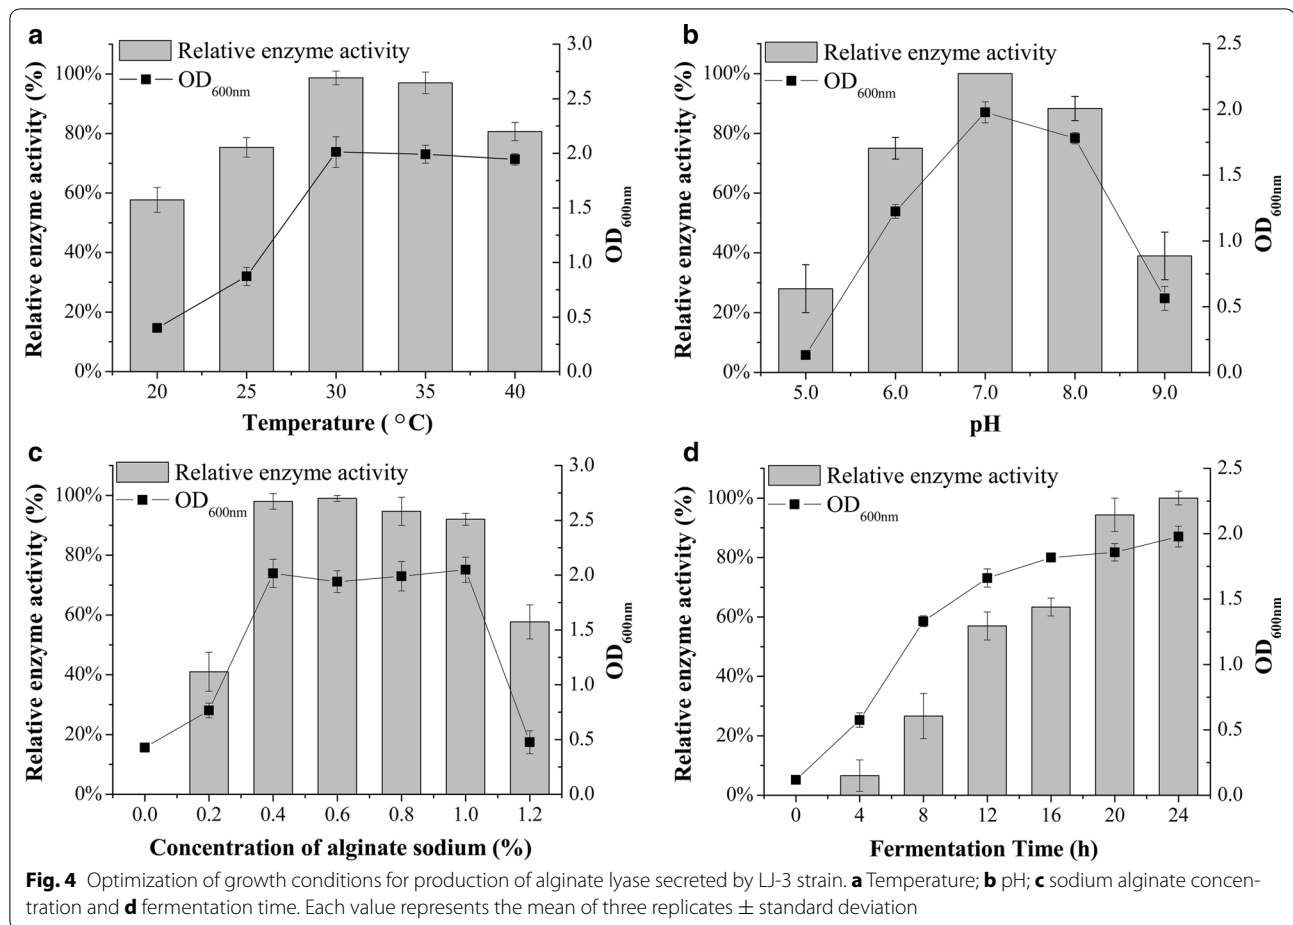 a
Relative enzyme activity
OD600nm
Relative enzyme activity (%)
100%
80%
60%
40%
20%
0%
3.0
2.5
2.0
1.5
1.0
0.5
0.0
OD600nm
20 25 30 35 40
Temperature ( °C)
b
Relative enzyme activity
OD600nm
Relative enzyme activity (%)
100%
80%
60%
40%
20%
0%
2.5
2.0
1.5
1.0
0.5
0.0
OD600nm
5.0 6.0 7.0 8.0 9.0
pH
c
Relative enzyme activity
OD600nm
Relative enzyme activity (%)
100%
80%
60%
40%
20%
0%
3.0
2.5
2.0
1.5
1.0
0.5
0.0
OD600nm
0.0 0.2 0.4 0.6 0.8 1.0 1.2
Concentration of alginate sodium (%)
d
Relative enzyme activity
OD600nm
Relative enzyme activity (%)
100%
80%
60%
40%
20%
0%
2.5
2.0
1.5
1.0
0.5
0.0
OD600nm
0 4 8 12 16 20 24
Fermentation Time (h)
Fig. 4 Optimization of growth conditions for production of alginate lyase secreted by LJ-3 strain. a Temperature; b pH; c sodium alginate concen-
tration and d fermentation time. Each value represents the mean of three replicates ± standard deviation